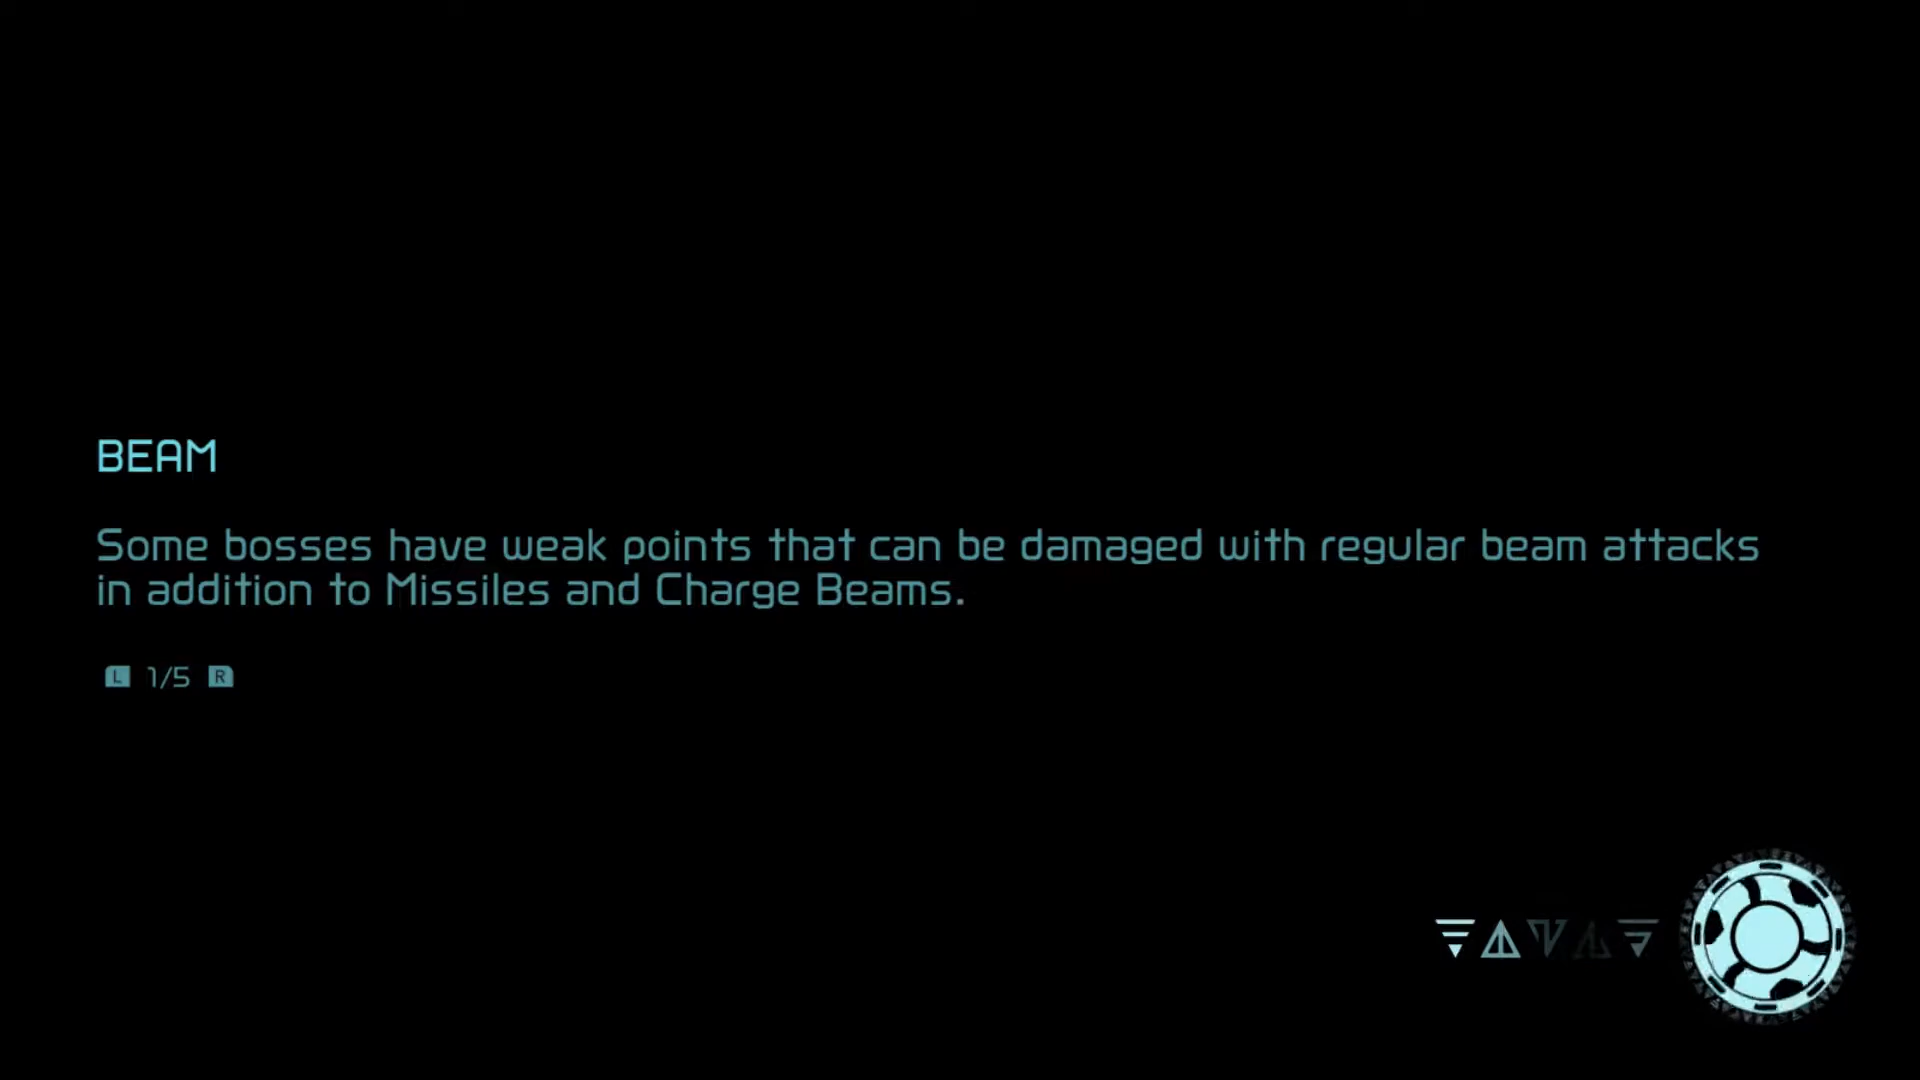 BEAM
Some bosses have weak points that can be damaged with regular beam attacks
in addition to Missiles and Charge Beams.
L 1/5 R